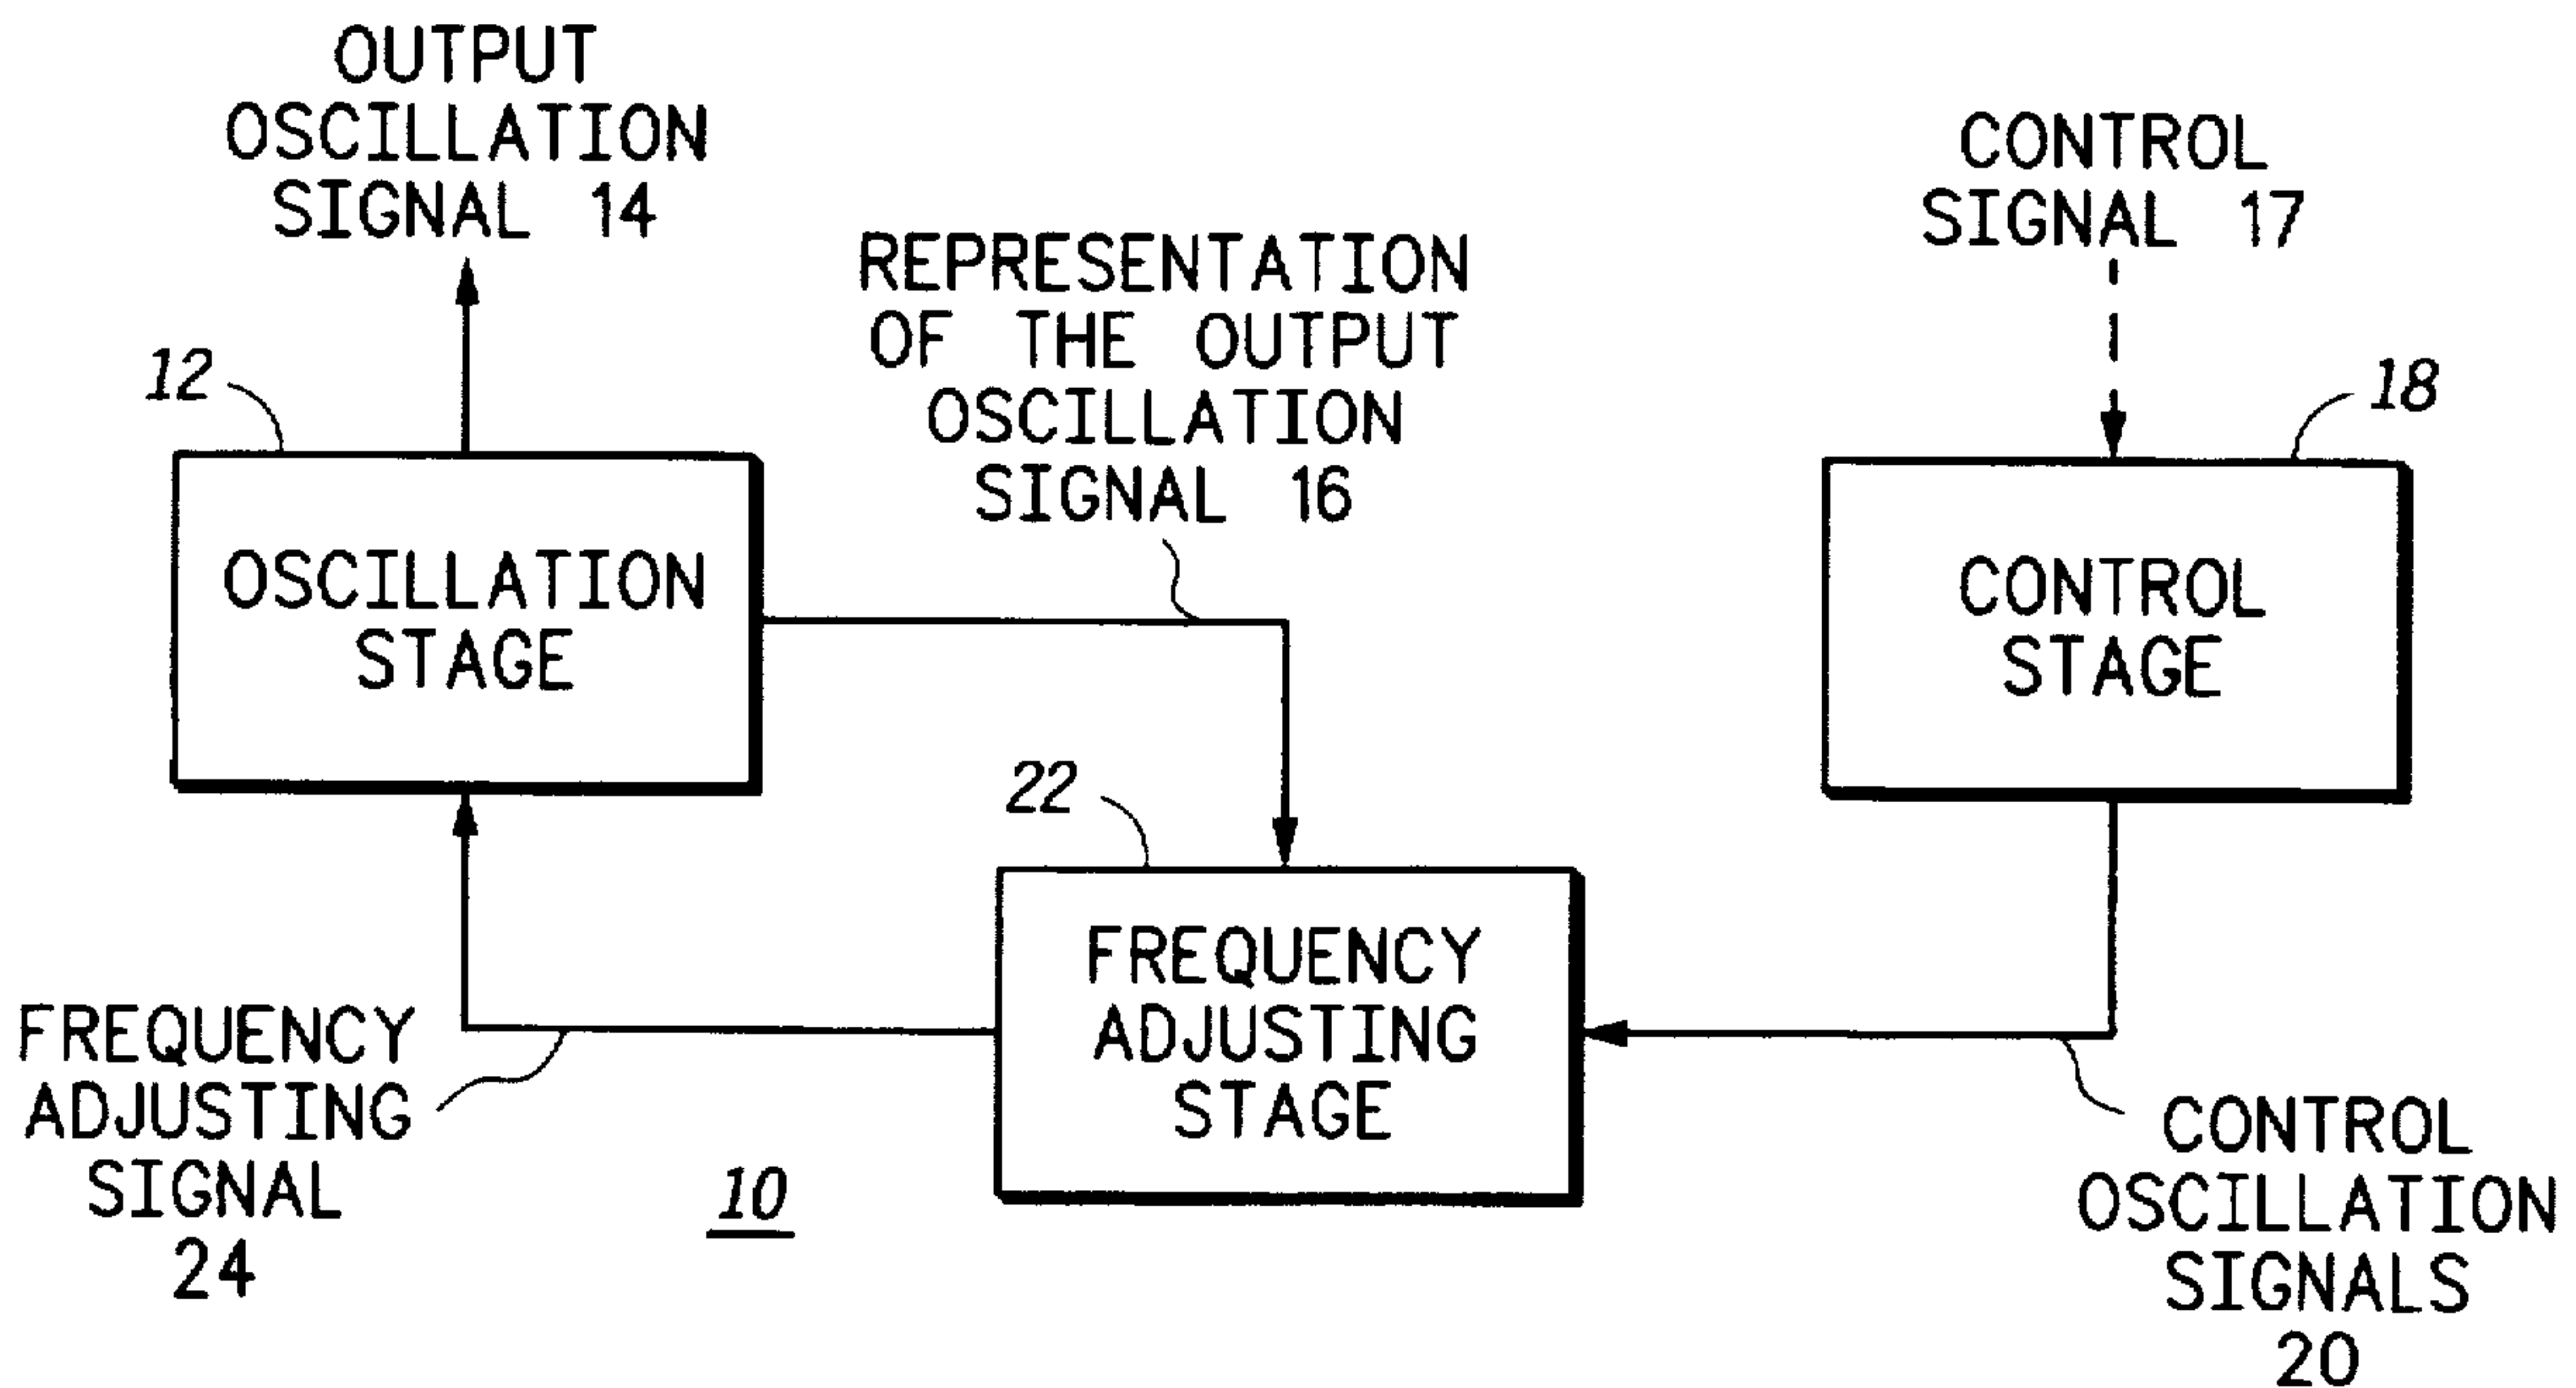 OUTPUT
OSCILLATION
SIGNAL 14
CONTROL
SIGNAL 17
REPRESENTATION
OF THE OUTPUT
OSCILLATION
SIGNAL 16
12
18
OSCILLATION
STAGE
CONTROL
STAGE
22
FREQUENCY
ADJUSTING
STAGE
FREQUENCY
ADJUSTING
SIGNAL
24
10
CONTROL
OSCILLATION
SIGNALS
20